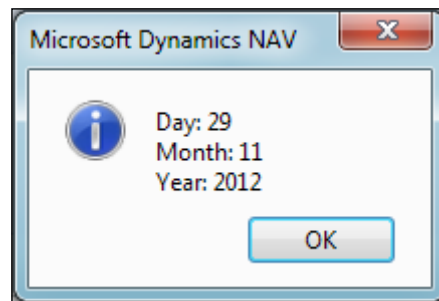 Microsoft Dynamics NAV
Day: 29
Month: 11
Year: 2012
OK